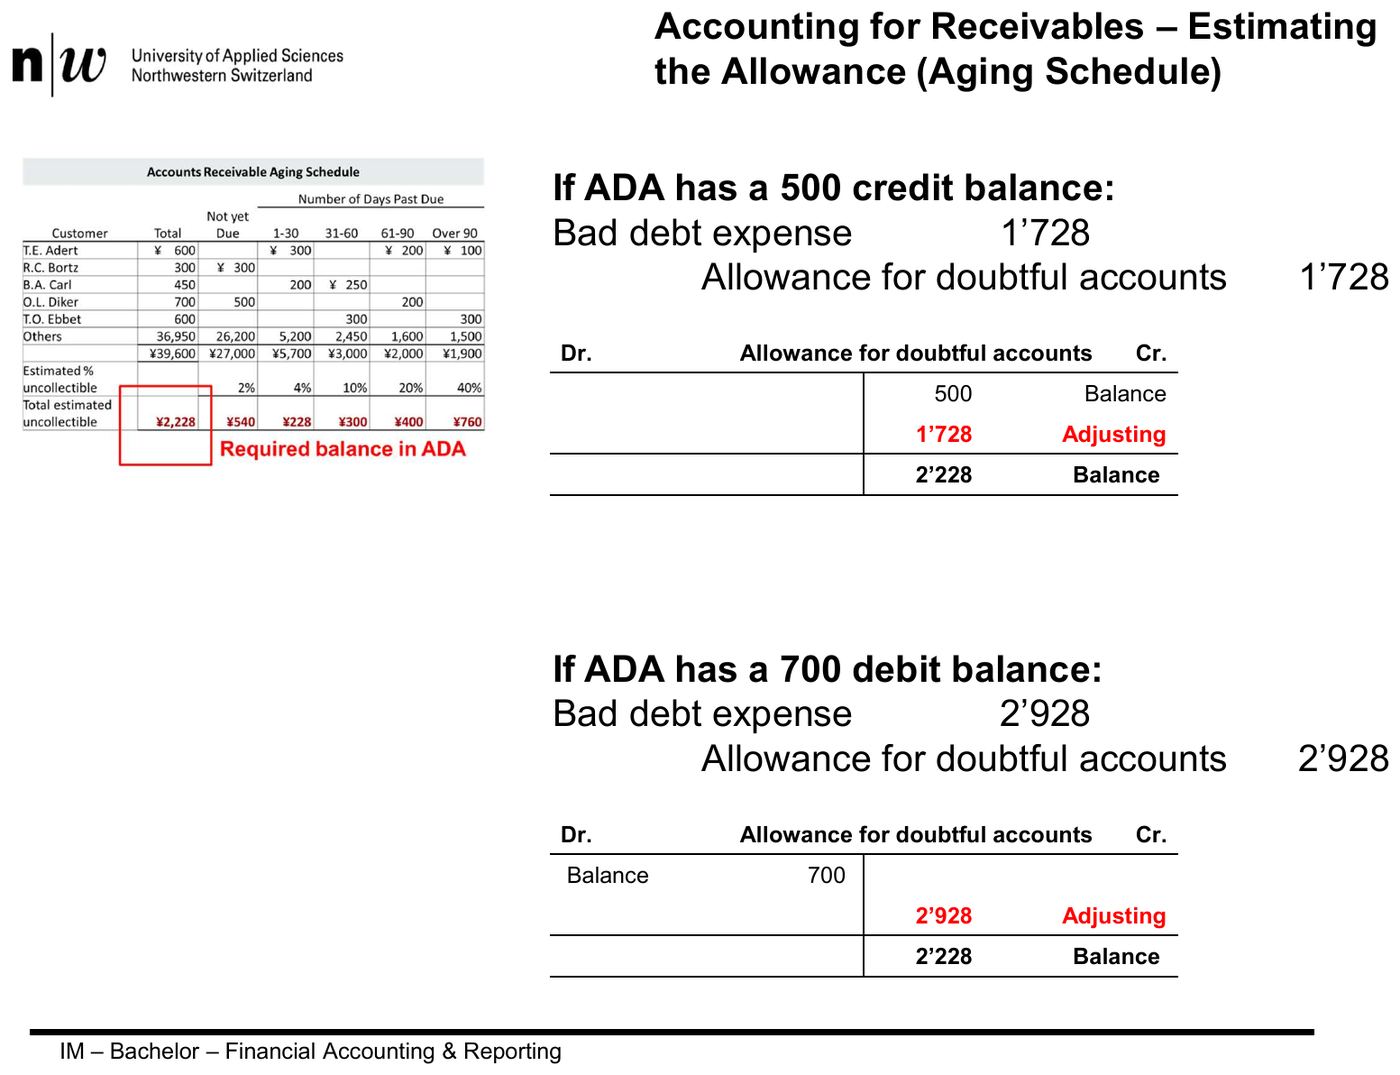 n w University of Applied Sciences
Northwestern Switzerland
Accounting for Receivables – Estimating
the Allowance (Aging Schedule)
Accounts Receivable Aging Schedule
Number of Days Past Due
Not yet
Customer Total Due 1-30 31-60 61-90 Over 90
T.E. Adert ¥ 600 ¥ 300 ¥ 200 ¥ 100
R.C. Bortz 300 ¥ 300
B.A. Carl 450 200 ¥ 250
O.L. Diker 700 500 200
T.O. Ebbet 600 300 300
Others 36,950 26,200 5,200 2,450 1,600 1,500
¥39,600 ¥27,000 ¥5,700 ¥3,000 ¥2,000 ¥1,900
Estimated %
uncollectible 2% 4% 10% 20% 40%
Total estimated
uncollectible ¥2,228 ¥540 ¥228 ¥300 ¥400 ¥760
Required balance in ADA
If ADA has a 500 credit balance:
Bad debt expense 1’728
Allowance for doubtful accounts 1’728
Dr. Allowance for doubtful accounts Cr.
500 Balance
1’728 Adjusting
2’228 Balance
If ADA has a 700 debit balance:
Bad debt expense 2’928
Allowance for doubtful accounts 2’928
Dr. Allowance for doubtful accounts Cr.
Balance 700
2’928 Adjusting
2’228 Balance
IM – Bachelor – Financial Accounting & Reporting